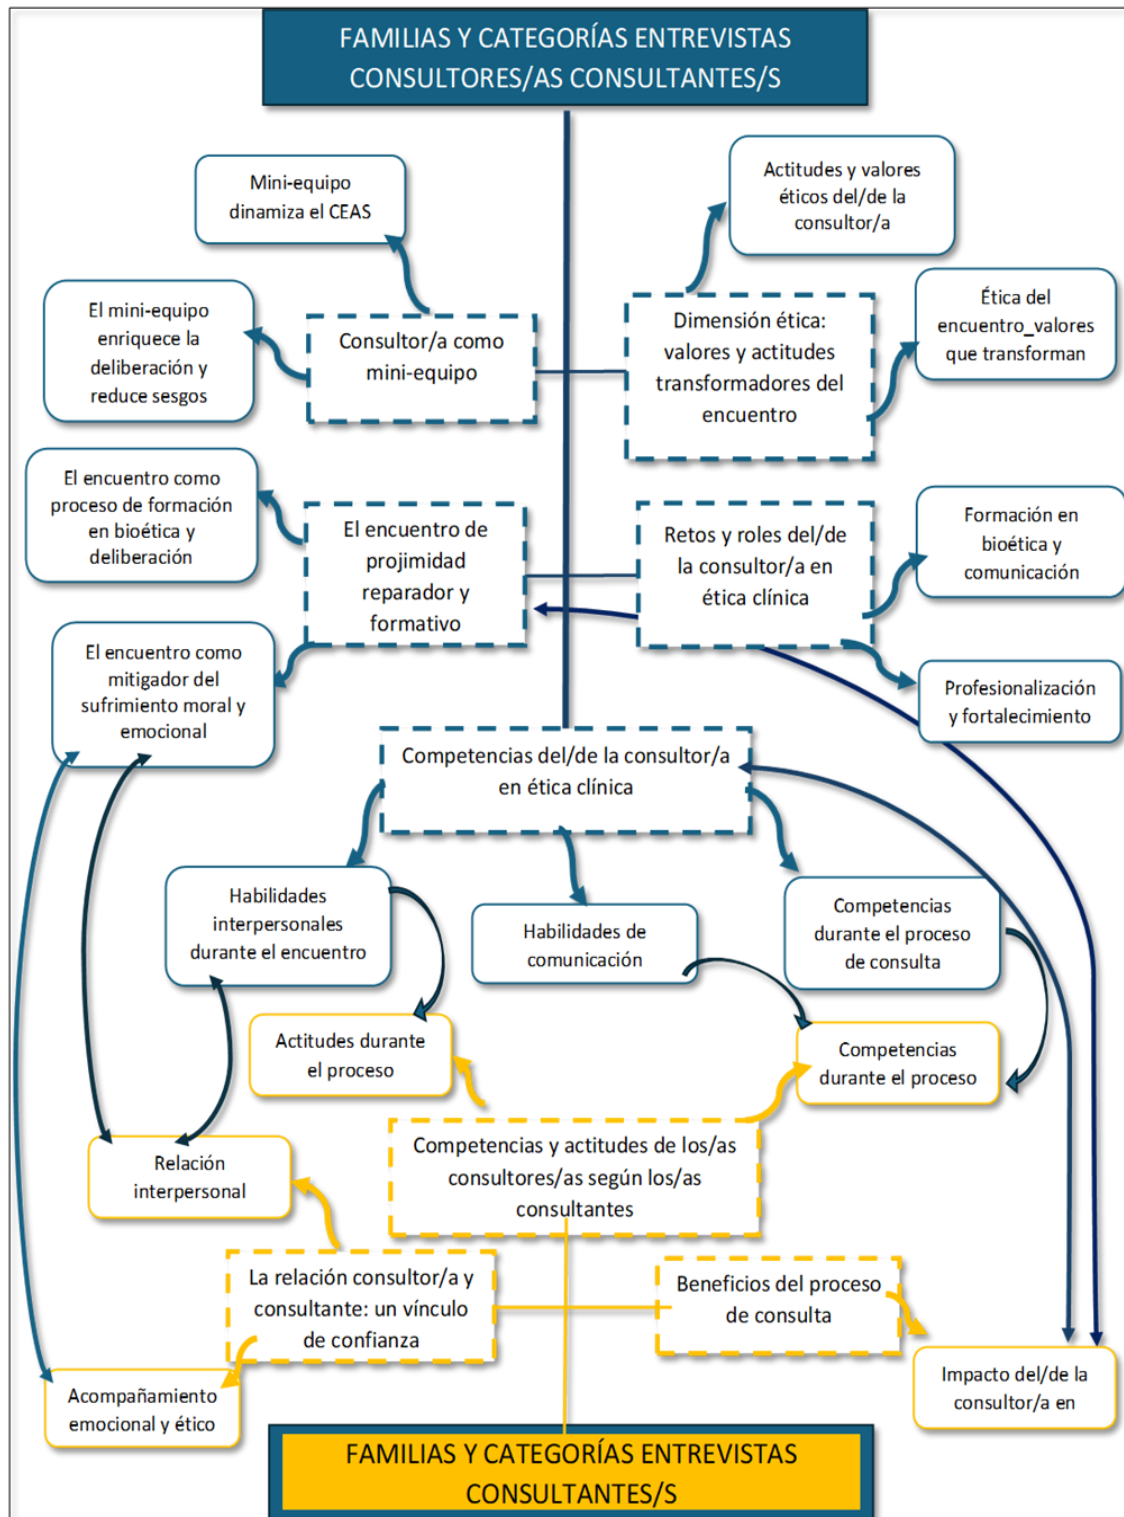 FAMILIAS Y CATEGORÍAS ENTREVISTAS
CONSULTORES/AS CONSULTANTES/S
Mini-equipo
dinamiza el CEAS
Actitudes y valores
éticos del/de la
consultor/a
El mini-equipo
enriquece la
deliberación y
reduce sesgos
Consultor/a como
mini-equipo
Dimensión ética:
valores y actitudes
transformadores del
encuentro
Ética del
encuentro_valores
que transforman
El encuentro como
proceso de formación
en bioética y
deliberación
El encuentro de
projimidad
reparador y
formativo
Retos y roles del/de
la consultor/a en
ética clínica
Formación en
bioética y
comunicación
El encuentro como
mitigador del
sufrimiento moral y
emocional
Profesionalización
y fortalecimiento
Competencias del/de la consultor/a
en ética clínica
Habilidades
interpersonales
durante el encuentro
Habilidades de
comunicación
Competencias
durante el proceso
de consulta
Actitudes durante
el proceso
Competencias
durante el proceso
Relación
interpersonal
Competencias y actitudes de los/as
consultores/as según los/as
consultantes
La relación consultor/a y
consultante: un vínculo
de confianza
Beneficios del proceso
de consulta
Acompañamiento
emocional y ético
Impacto del/de la
consultor/a en
FAMILIAS Y CATEGORÍAS ENTREVISTAS
CONSULTANTES/S